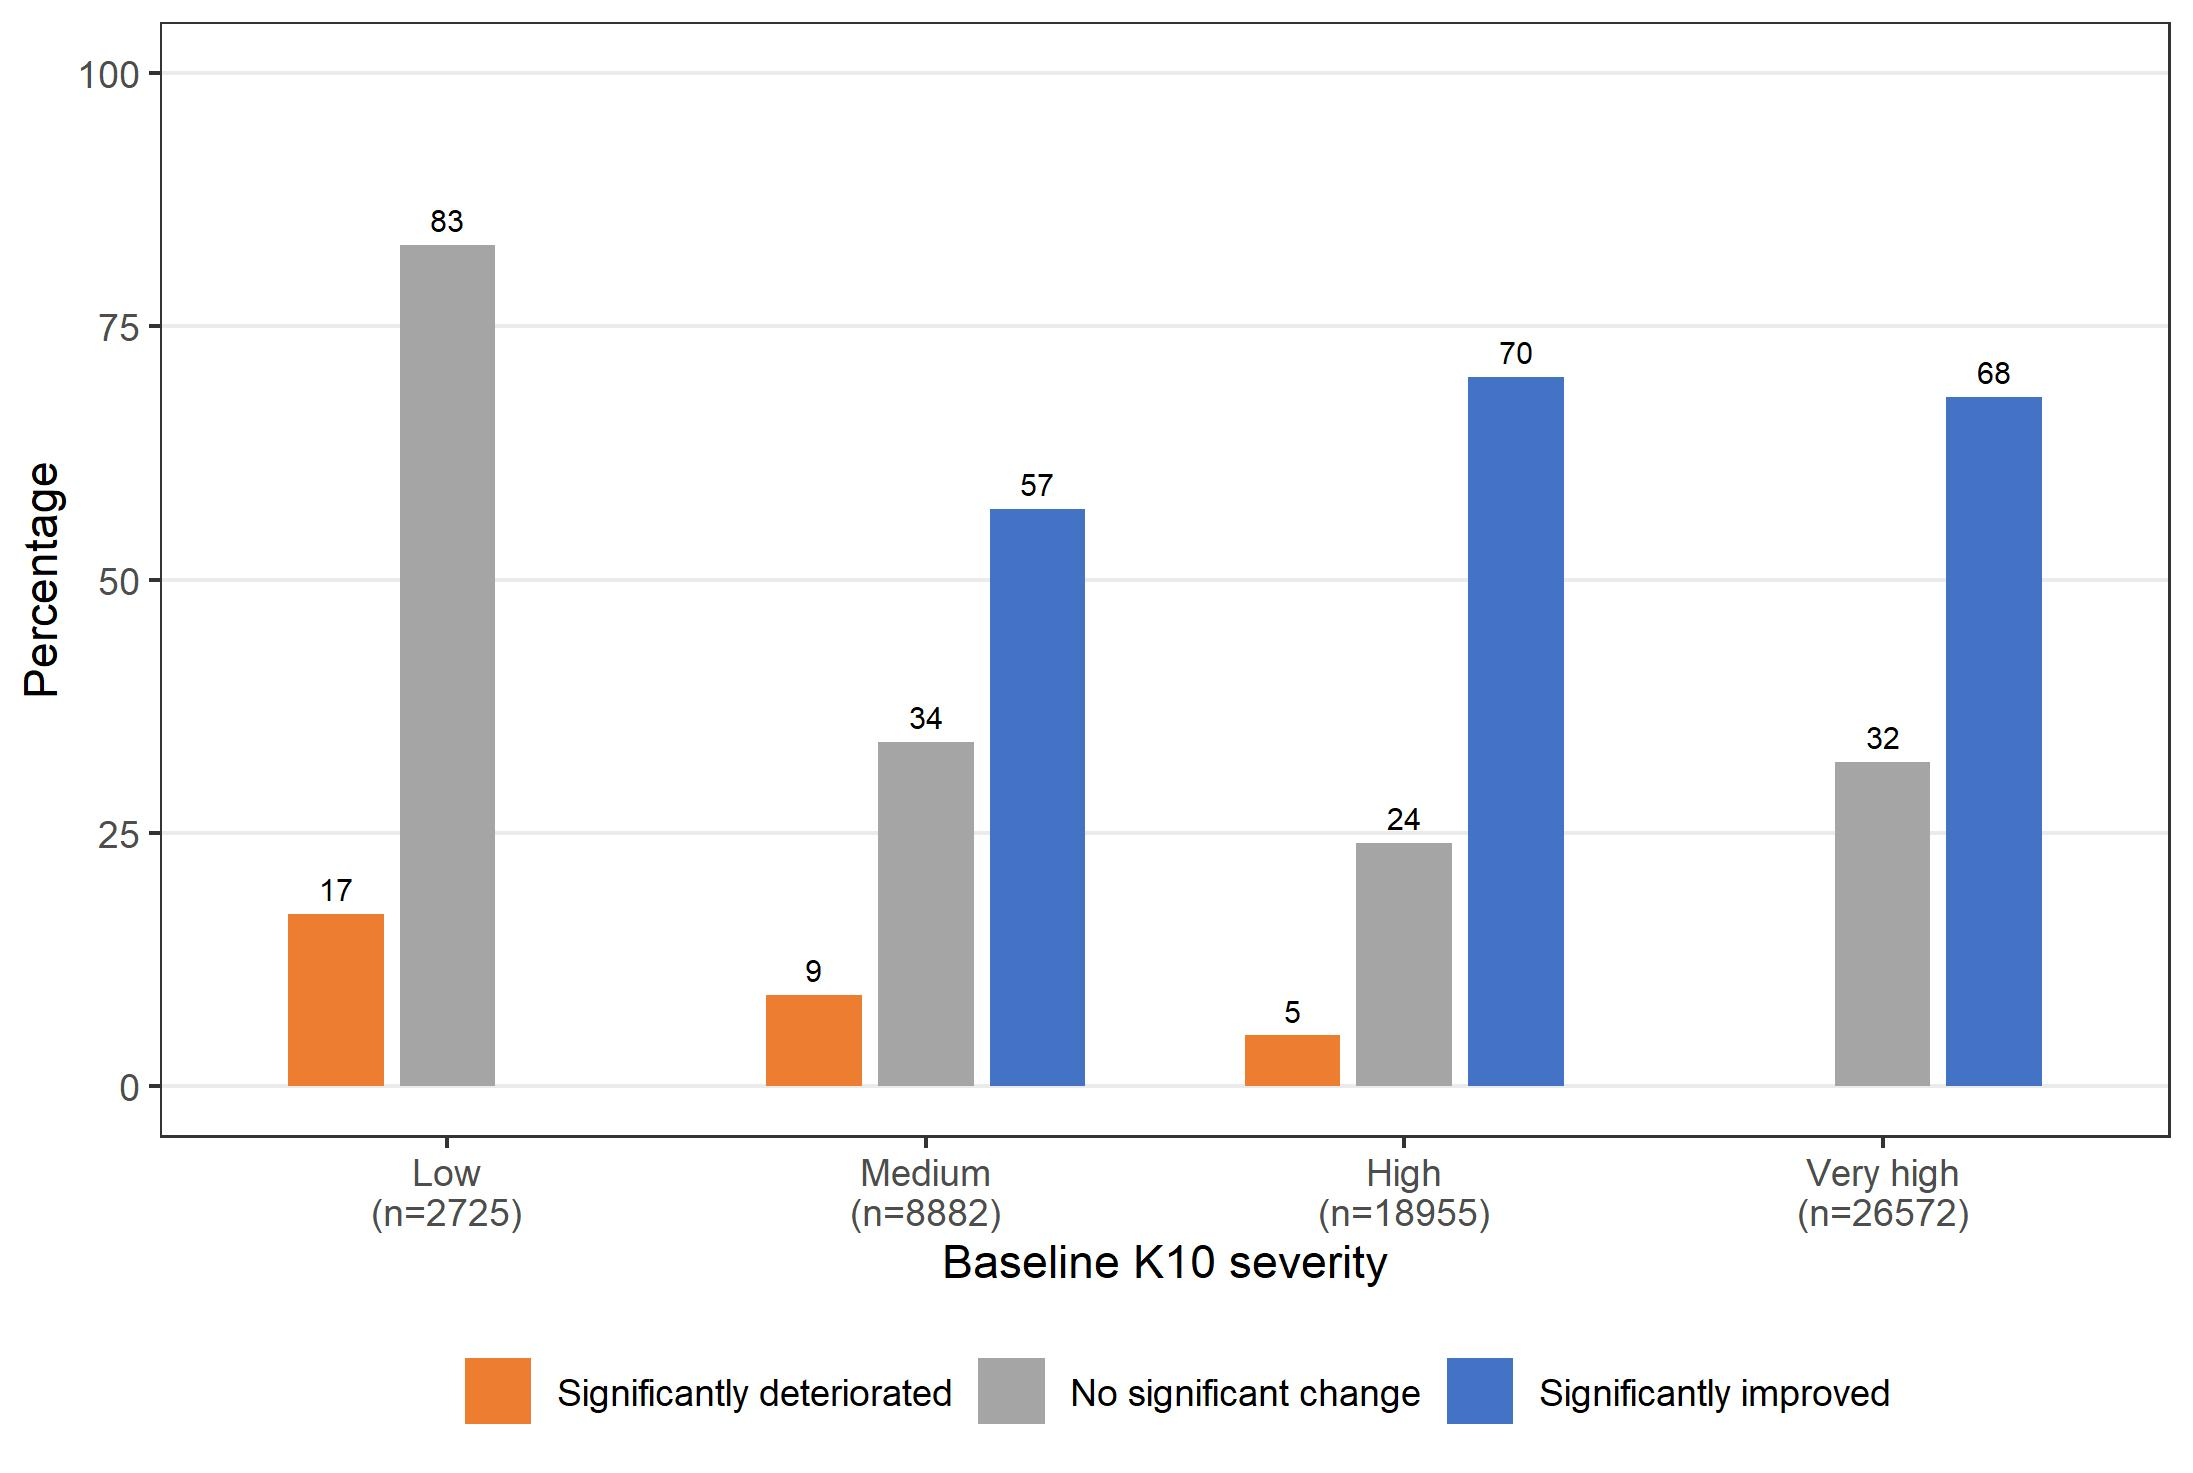 Percentage
100
75
50
25
0
17
83
9
34
57
5
24
70
32
68
Low
(n=2725)
Medium
(n=8882)
High
(n=18955)
Very high
(n=26572)
Baseline K10 severity
Significantly deteriorated
No significant change
Significantly improved